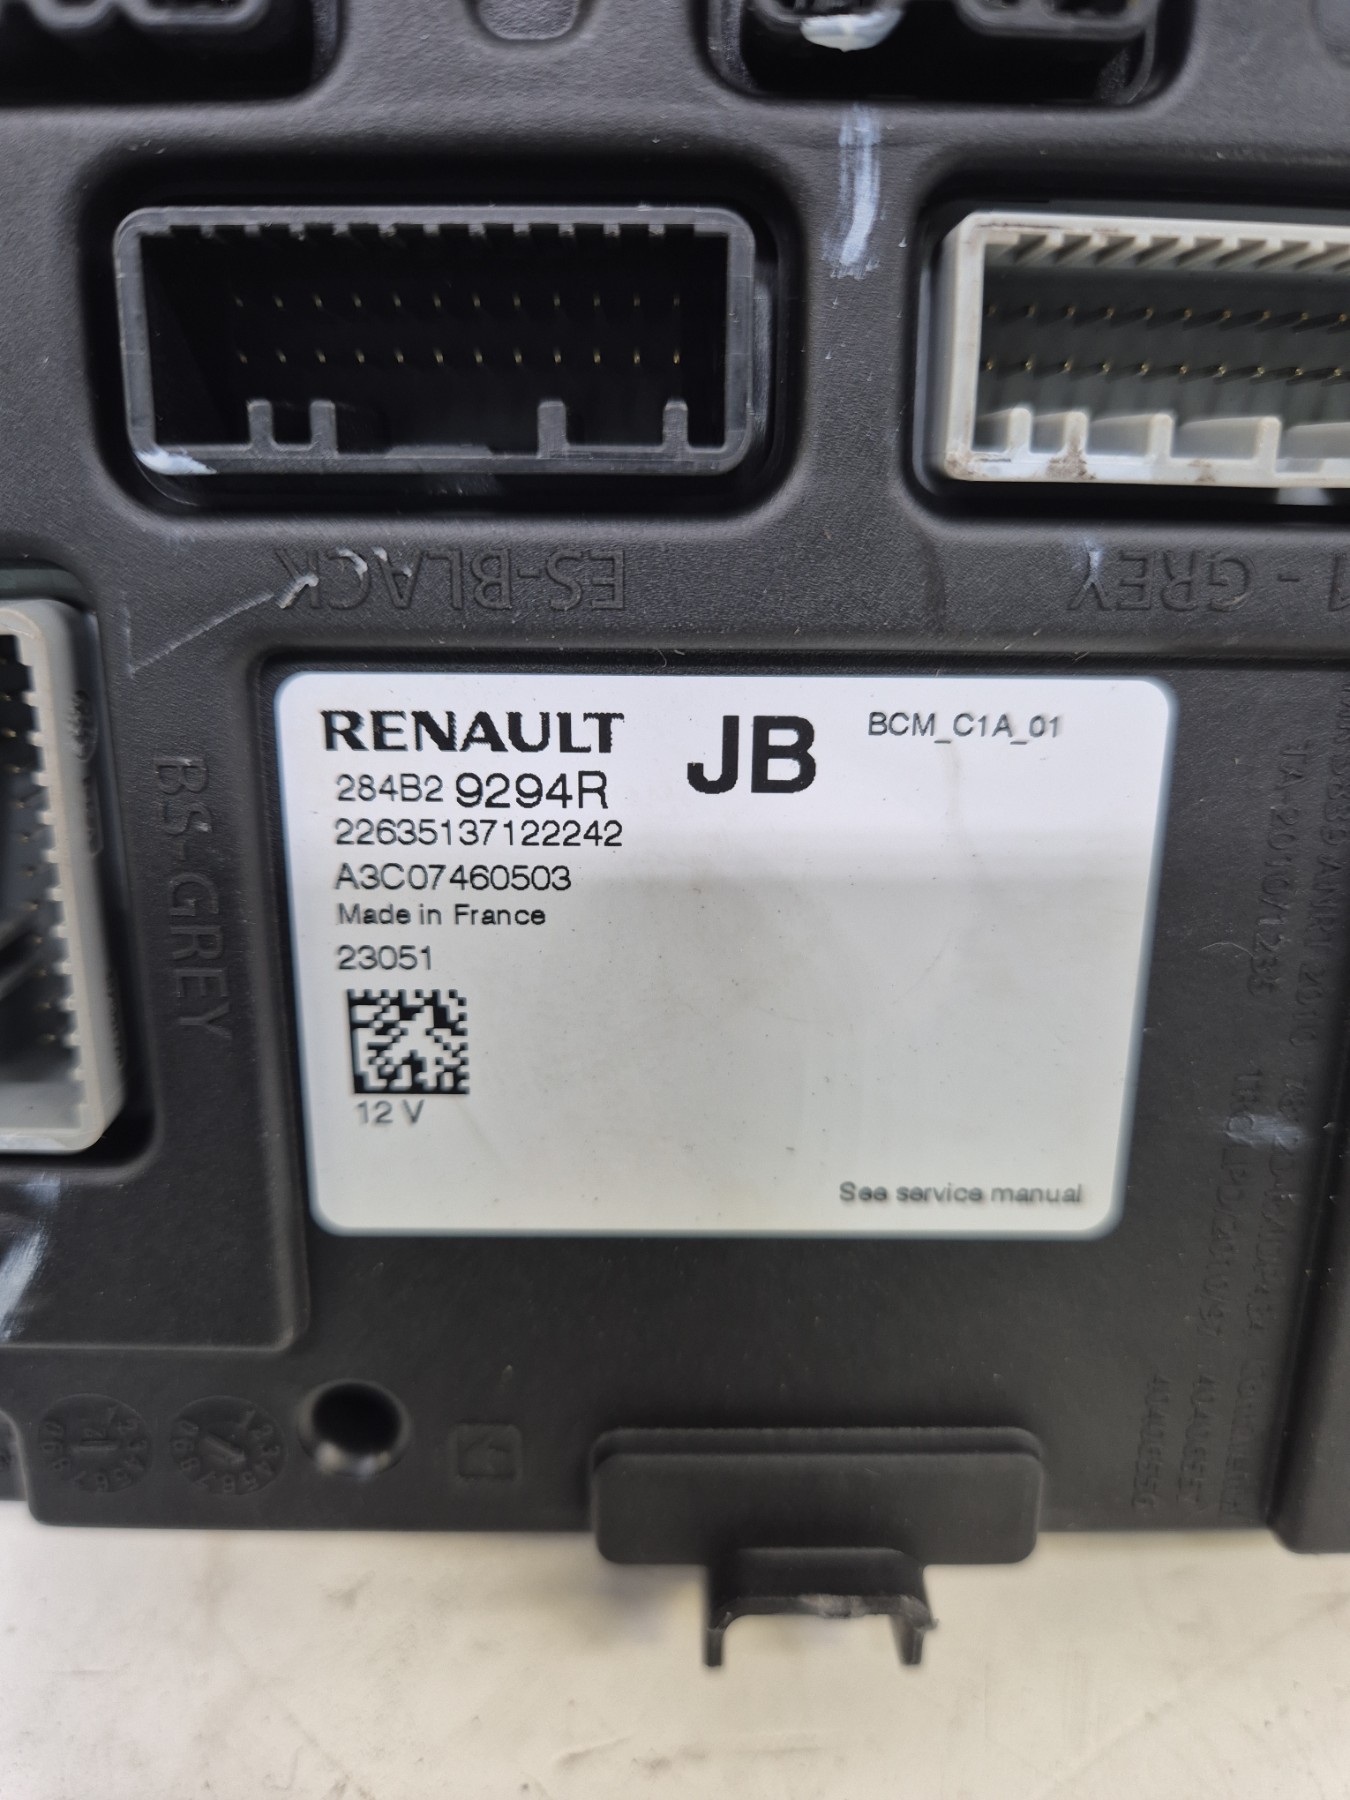 ES-BLACK
1 - GREY
BS-GREY
RENAULT
JB
BCM_C1A_01
284B2 9294R
22635137122242
A3C07460503
Made in France
23051
12 V
See service manual